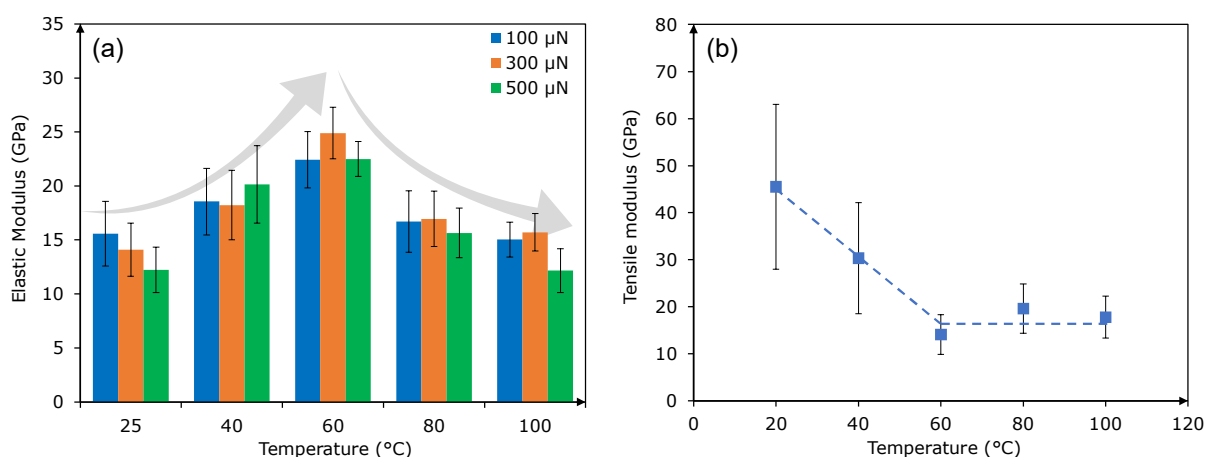 (a)
100 µN
300 µN
500 µN
Elastic Modulus (GPa)
35
30
25
20
15
10
5
0
25 40 60 80 100
Temperature (°C)
(b)
Tensile modulus (GPa)
80
70
60
50
40
30
20
10
0
0 20 40 60 80 100 120
Temperature (°C)